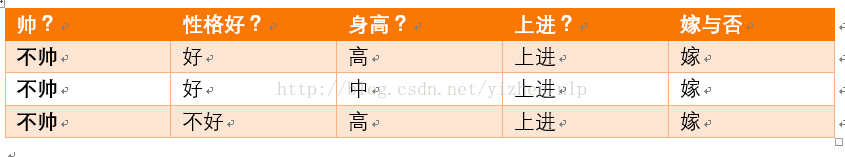 帅？ 性格好？ 身高？ 上进？ 嫁与否
不帅 好 高 上进 嫁
不帅 好 中 上进 嫁
不帅 不好 高 上进 嫁